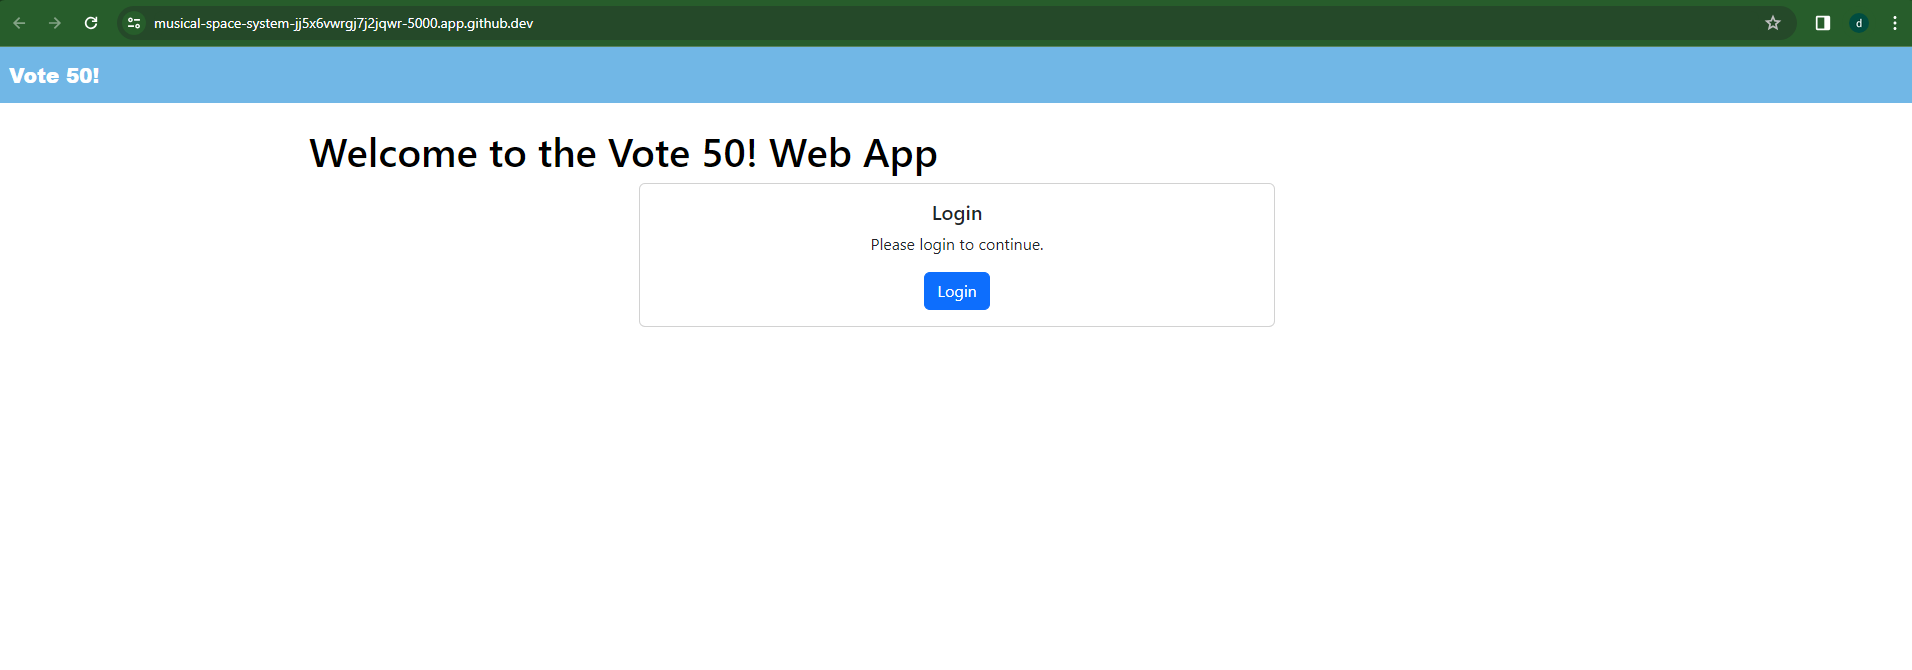 musical-space-system-jj5x6vwrgj7j2jqwr-5000.app.github.dev
d
Vote 50!
Welcome to the Vote 50! Web App
Login
Please login to continue.
Login